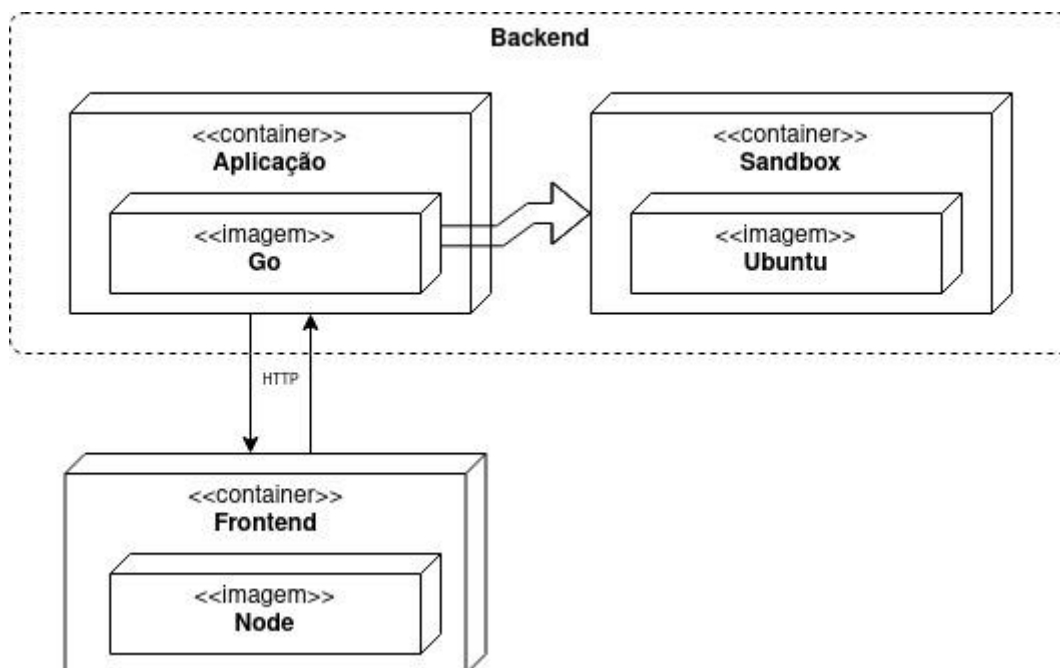 Backend
<<container>>
Aplicação
<<imagem>>
Go
<<container>>
Sandbox
<<imagem>>
Ubuntu
HTTP
<<container>>
Frontend
<<imagem>>
Node